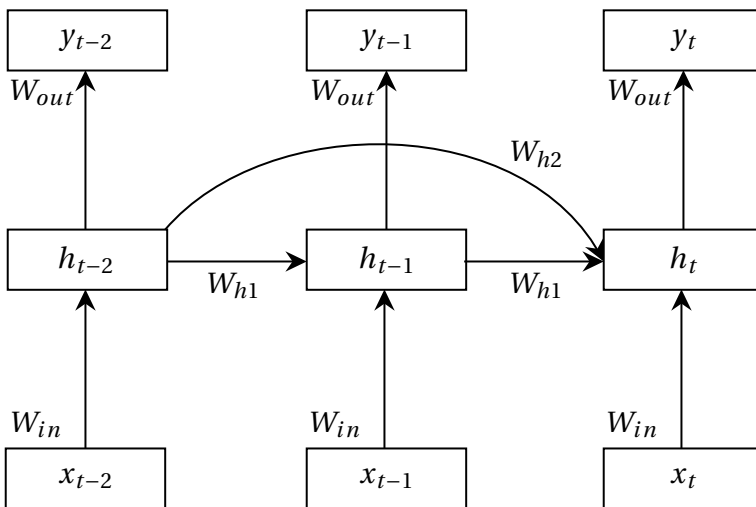 y_{t−2} y_{t−1} y_t
W_{out} W_{out} W_{out}
W_{h2}
h_{t−2} h_{t−1} h_t
W_{h1} W_{h1}
W_{in} W_{in} W_{in}
x_{t−2} x_{t−1} x_t